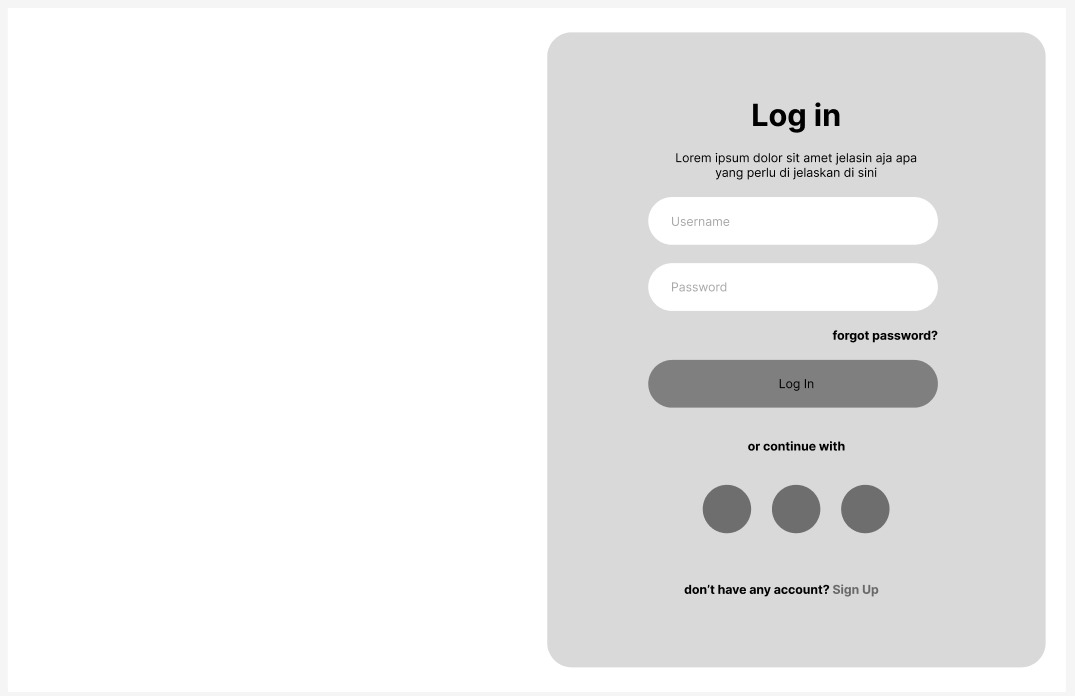 Log in
Lorem ipsum dolor sit amet jelasin aja apa
yang perlu di jelaskan di sini
Username
Password
forgot password?
Log In
or continue with
don’t have any account? Sign Up